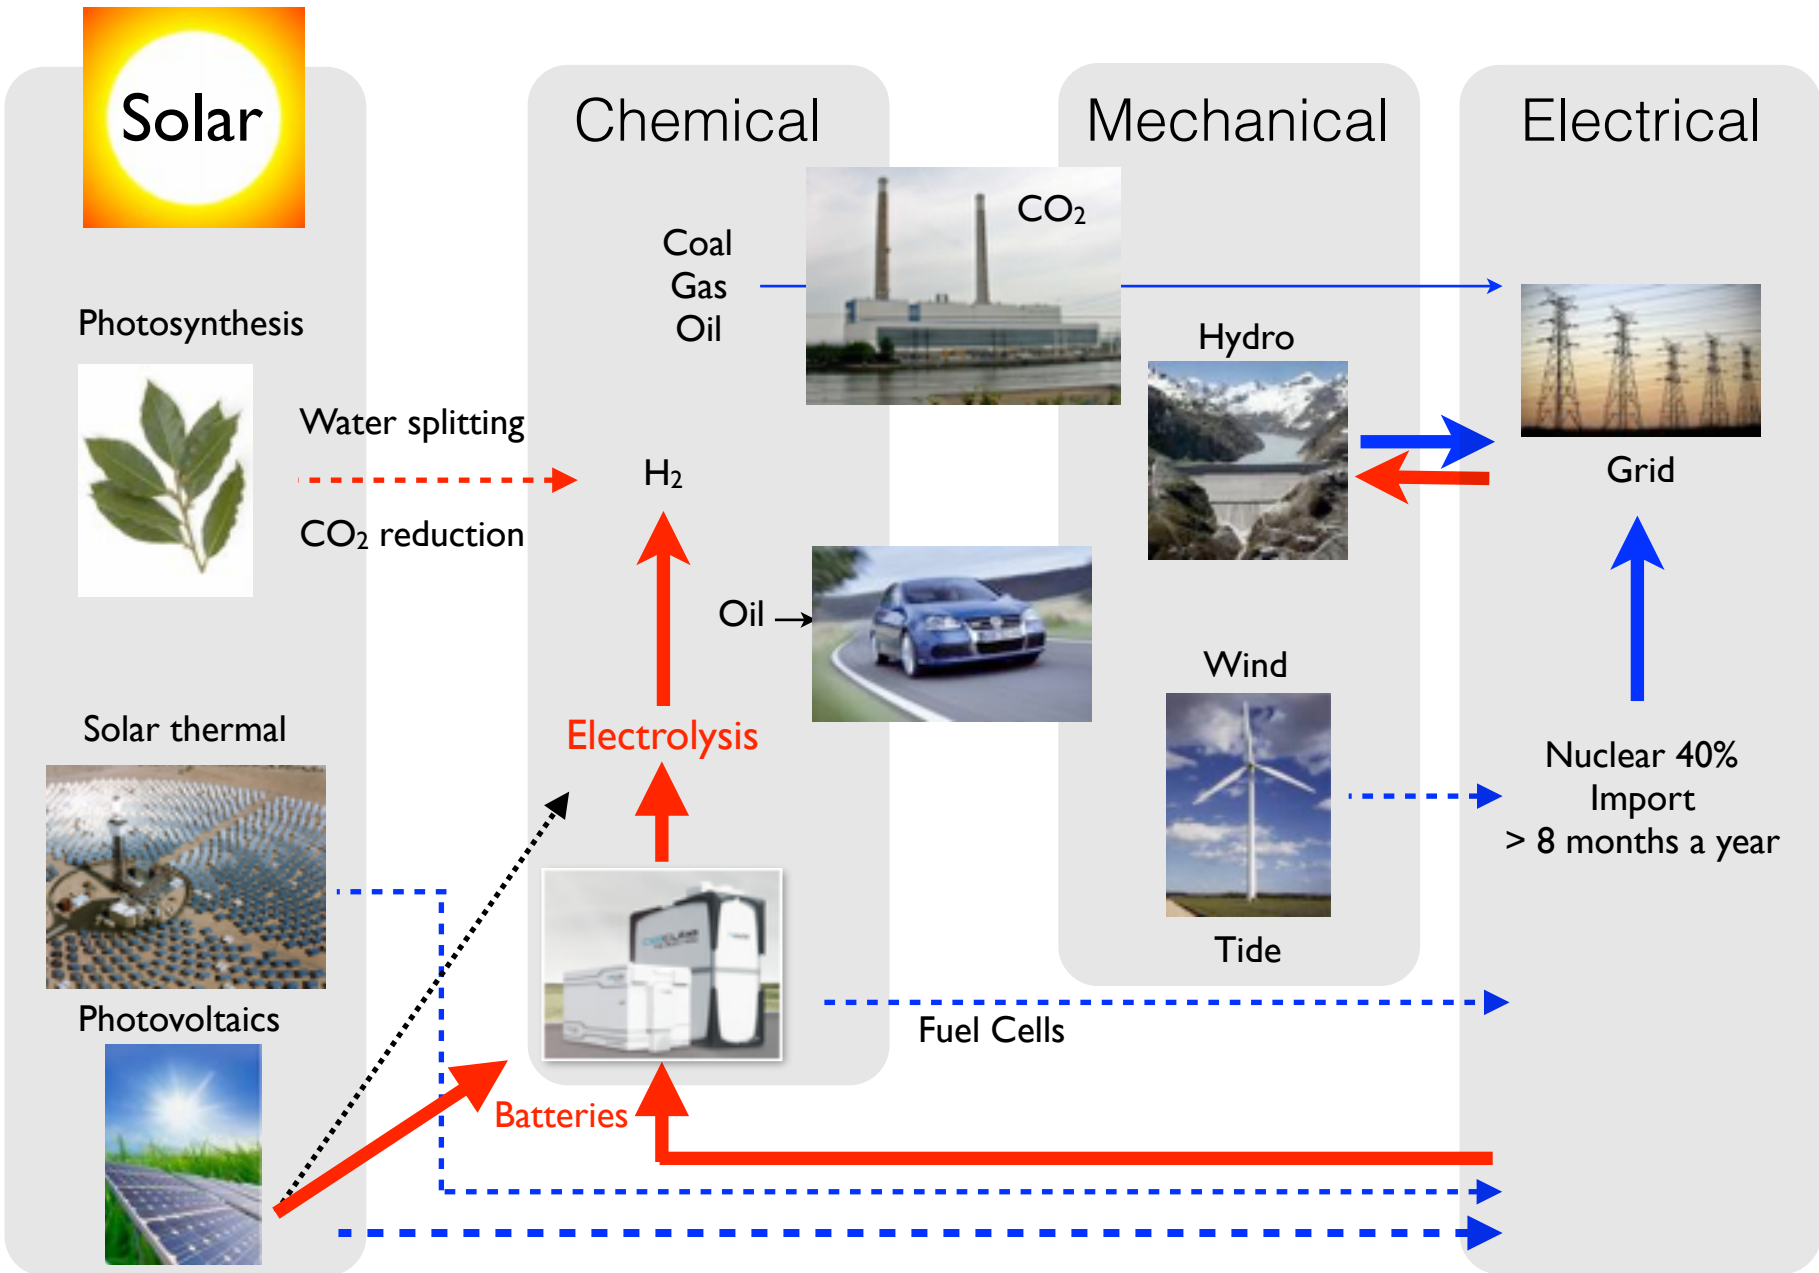 Solar
Photosynthesis
Water splitting
CO₂ reduction
Solar thermal
Photovoltaics
Chemical
Coal
Gas
Oil
CO₂
H₂
Oil
Electrolysis
Batteries
Fuel Cells
Mechanical
Hydro
Wind
Tide
Electrical
Grid
Nuclear 40%
Import
> 8 months a year